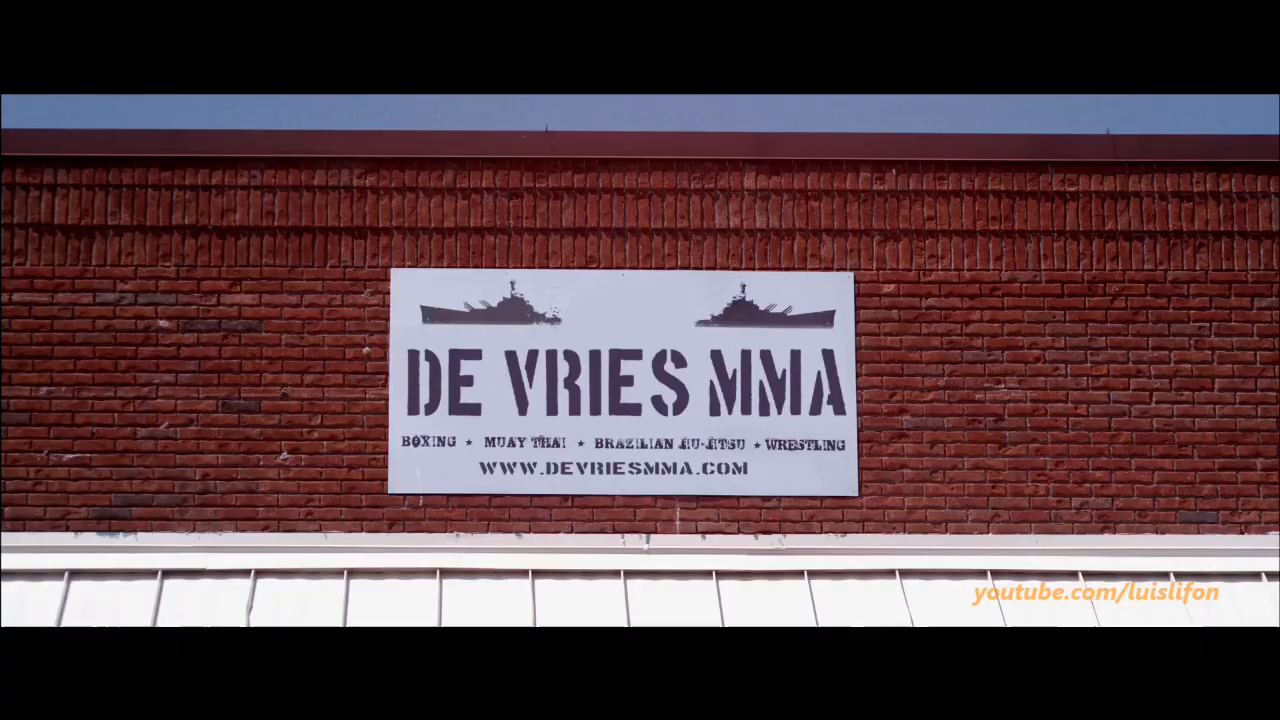 DE VRIES MMA
BOXING ★ MUAY THAI ★ BRAZILIAN JIU-JITSU ★ WRESTLING
WWW.DEVRIESMMA.COM
youtube.com/luislifon